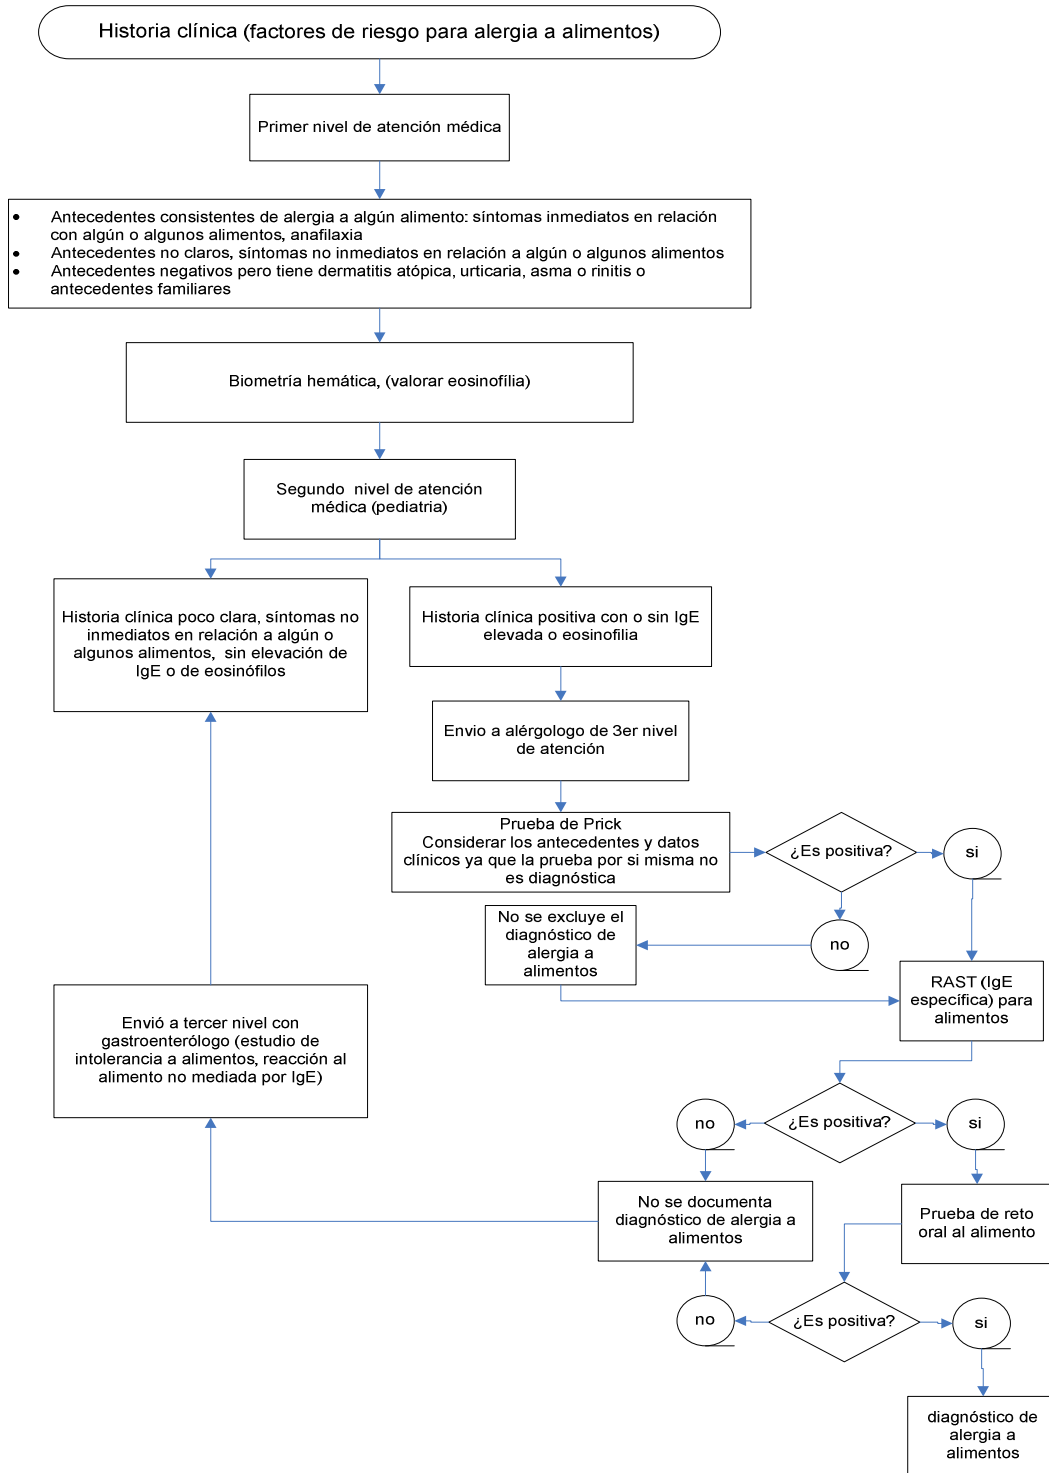 Historia clínica (factores de riesgo para alergia a alimentos)
Primer nivel de atención médica
• Antecedentes consistentes de alergia a algún alimento: síntomas inmediatos en relación
con algún o algunos alimentos, anafilaxia
• Antecedentes no claros, síntomas no inmediatos en relación a algún o algunos alimentos
• Antecedentes negativos pero tiene dermatitis atópica, urticaria, asma o rinitis o
antecedentes familiares
Biometría hemática, (valorar eosinofília)
Segundo nivel de atención
médica (pediatria)
Historia clínica poco clara, síntomas no
inmediatos en relación a algún o
algunos alimentos, sin elevación de
IgE o de eosinófilos
Historia clínica positiva con o sin IgE
elevada o eosinofilia
Envio a alérgologo de 3er nivel
de atención
Prueba de Prick
Considerar los antecedentes y datos
clínicos ya que la prueba por si misma no
es diagnóstica
¿Es positiva?
si
no
No se excluye el
diagnóstico de
alergia a
alimentos
RAST (IgE
específica) para
alimentos
Envió a tercer nivel con
gastroenterólogo (estudio de
intolerancia a alimentos, reacción al
alimento no mediada por IgE)
¿Es positiva?
no
si
No se documenta
diagnóstico de alergia a
alimentos
Prueba de reto
oral al alimento
¿Es positiva?
no
si
diagnóstico de
alergia a
alimentos